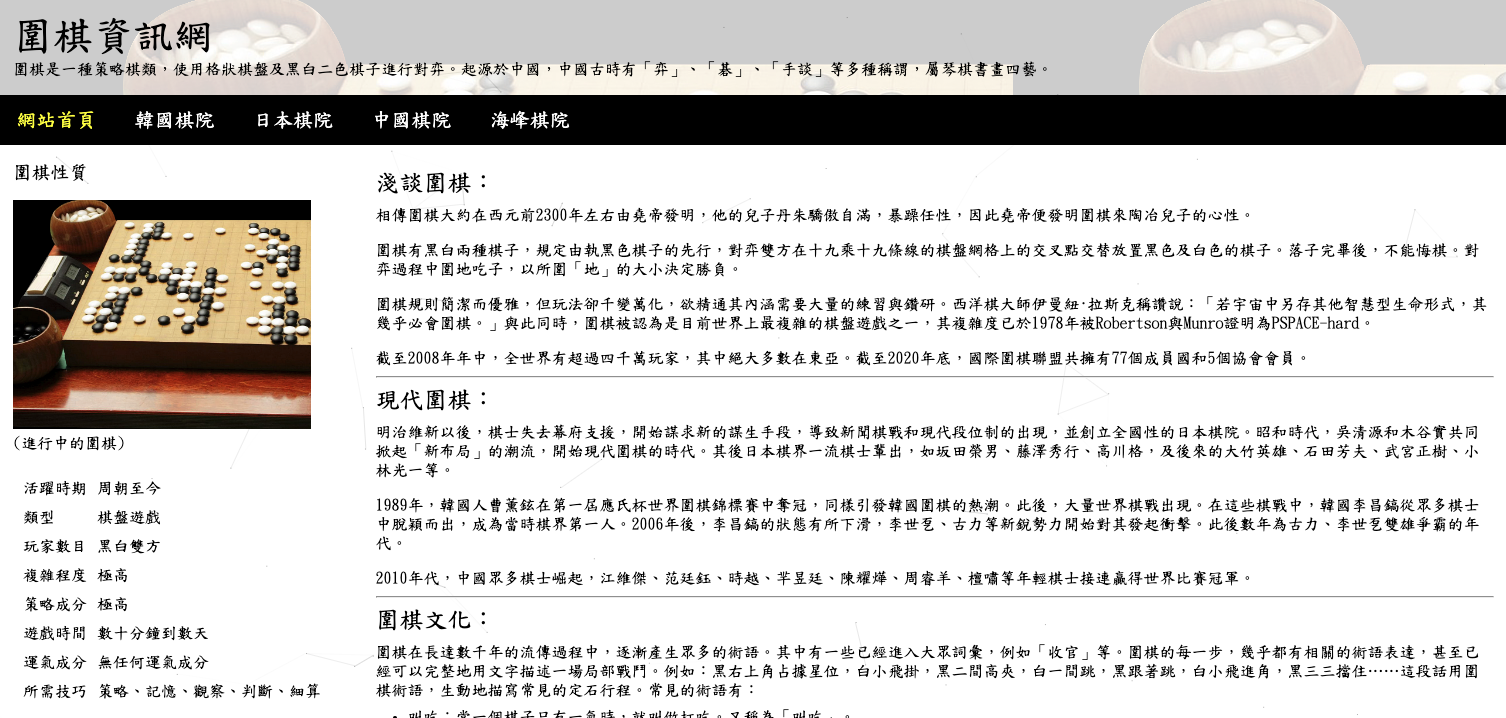 圍棋資訊網
圍棋是一種策略棋類，使用格狀棋盤及黑白二色棋子進行對弈。起源於中國，中國古時有「弈」、「碁」、「手談」等多種稱謂，屬琴棋書畫四藝。
網站首頁 韓國棋院 日本棋院 中國棋院 海峰棋院
圍棋性質
(進行中的圍棋)
活躍時期 周朝至今
類型 棋盤遊戲
玩家數目 黑白雙方
複雜程度 極高
策略成分 極高
遊戲時間 數十分鐘到數天
運氣成分 無任何運氣成分
所需技巧 策略、記憶、觀察、判斷、細算
淺談圍棋：
相傳圍棋大約在西元前2300年左右由堯帝發明，他的兒子丹朱驕傲自滿，暴躁任性，因此堯帝便發明圍棋來陶冶兒子的心性。
圍棋有黑白兩種棋子，規定由執黑色棋子的先行，對弈雙方在十九乘十九條線的棋盤網格上的交叉點交替放置黑色及白色的棋子。落子完畢後，不能悔棋。對
弈過程中圍地吃子，以所圍「地」的大小決定勝負。
圍棋規則簡潔而優雅，但玩法卻千變萬化，欲精通其內涵需要大量的練習與鑽研。西洋棋大師伊曼紐·拉斯克稱讚說：「若宇宙中另存其他智慧型生命形式，其
幾乎必會圍棋。」與此同時，圍棋被認為是目前世界上最複雜的棋盤遊戲之一，其複雜度已於1978年被Robertson與Munro證明為PSPACE-hard。
截至2008年年中，全世界有超過四千萬玩家，其中絕大多數在東亞。截至2020年底，國際圍棋聯盟共擁有77個成員國和5個協會會員。
現代圍棋：
明治維新以後，棋士失去幕府支援，開始謀求新的謀生手段，導致新聞棋戰和現代段位制的出現，並創立全國性的日本棋院。昭和時代，吳清源和木谷實共同
掀起「新布局」的潮流，開始現代圍棋的時代。其後日本棋界一流棋士輩出，如坂田榮男、藤澤秀行、高川格，及後來的大竹英雄、石田芳夫、武宮正樹、小
林光一等。
1989年，韓國人曹薰鉉在第一屆應氏杯世界圍棋錦標賽中奪冠，同樣引發韓國圍棋的熱潮。此後，大量世界棋戰出現。在這些棋戰中，韓國李昌鎬從眾多棋士
中脫穎而出，成為當時棋界第一人。2006年後，李昌鎬的狀態有所下滑，李世乭、古力等新銳勢力開始對其發起衝擊。此後數年為古力、李世乭雙雄爭霸的年
代。
2010年代，中國眾多棋士崛起，江維傑、范廷鈺、時越、羋昱廷、陳耀燁、周睿羊、檀嘯等年輕棋士接連贏得世界比賽冠軍。
圍棋文化：
圍棋在長達數千年的流傳過程中，逐漸產生眾多的術語。其中有一些已經進入大眾詞彙，例如「收官」等。圍棋的每一步，幾乎都有相關的術語表達，甚至已
經可以完整地用文字描述一場局部戰鬥。例如：黑右上角占據星位，白小飛掛，黑二間高夾，白一間跳，黑跟著跳，白小飛進角，黑三三擋住……這段話用圍
棋術語，生動地描寫常見的定石行程。常見的術語有：
• 叫吃：當一個棋子只有一氣時，就叫做打吃。又稱為「叫吃」。